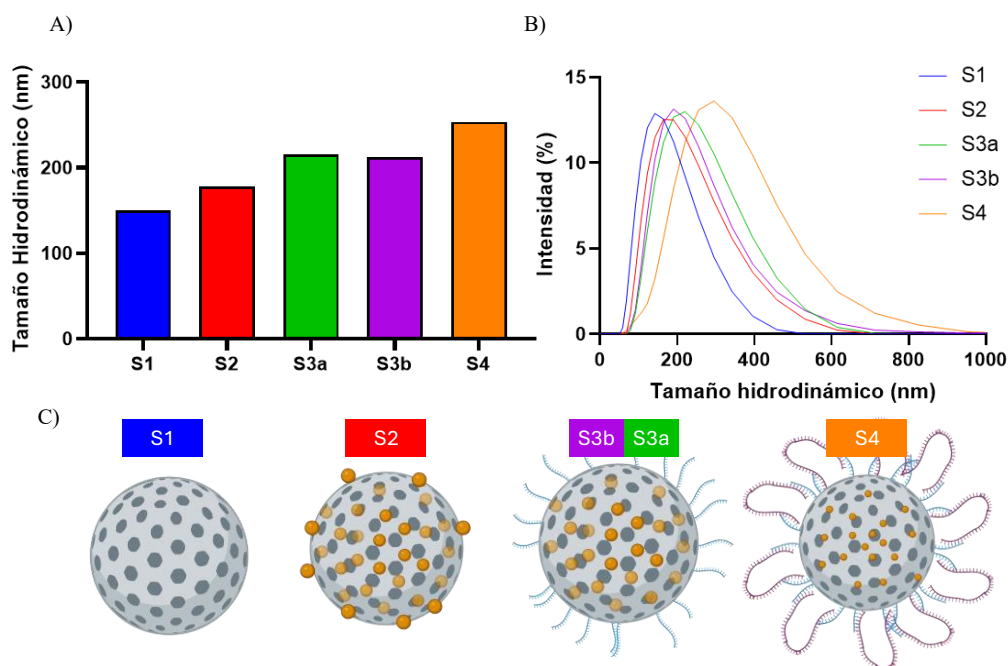 A)
Tamaño Hidrodinámico (nm)
300
200
100
0
S1 S2 S3a S3b S4
B)
Intensidad (%)
15
10
5
0
0 200 400 600 800 1000
Tamaño hidrodinámico (nm)
S1
S2
S3a
S3b
S4
C)
S1 S2 S3b S3a S4